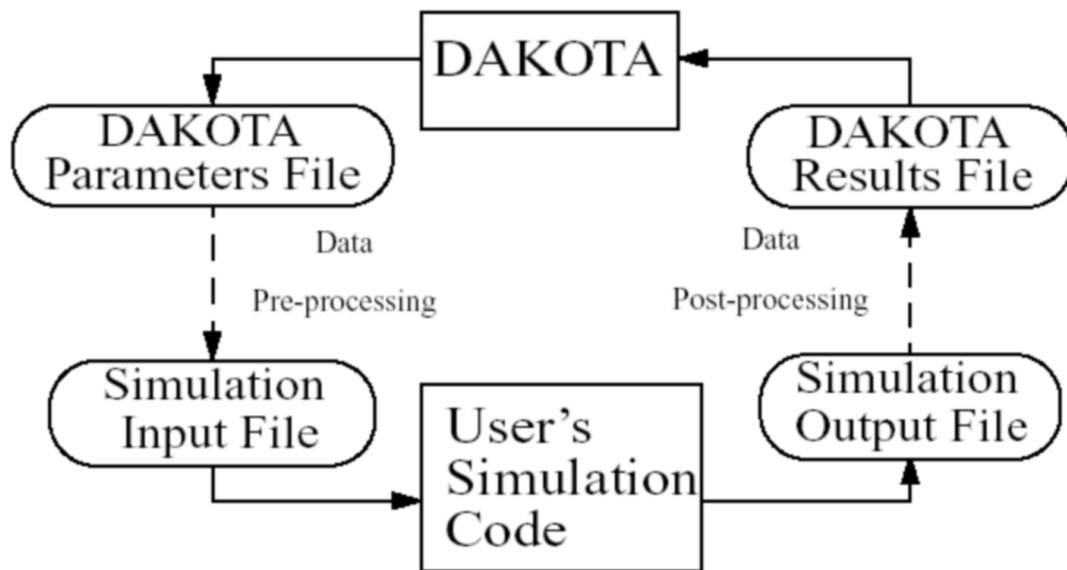 DAKOTA
DAKOTA
Parameters File
DAKOTA
Results File
Data
Pre-processing
Data
Post-processing
Simulation
Input File
User's
Simulation
Code
Simulation
Output File